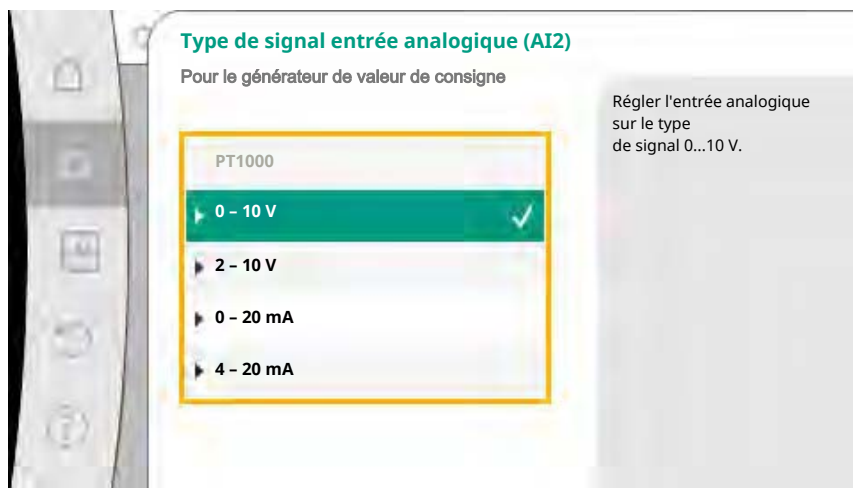 Type de signal entrée analogique (AI2)
Pour le générateur de valeur de consigne
PT1000
0 – 10 V
2 – 10 V
0 – 20 mA
4 – 20 mA
Régler l'entrée analogique
sur le type
de signal 0...10 V.